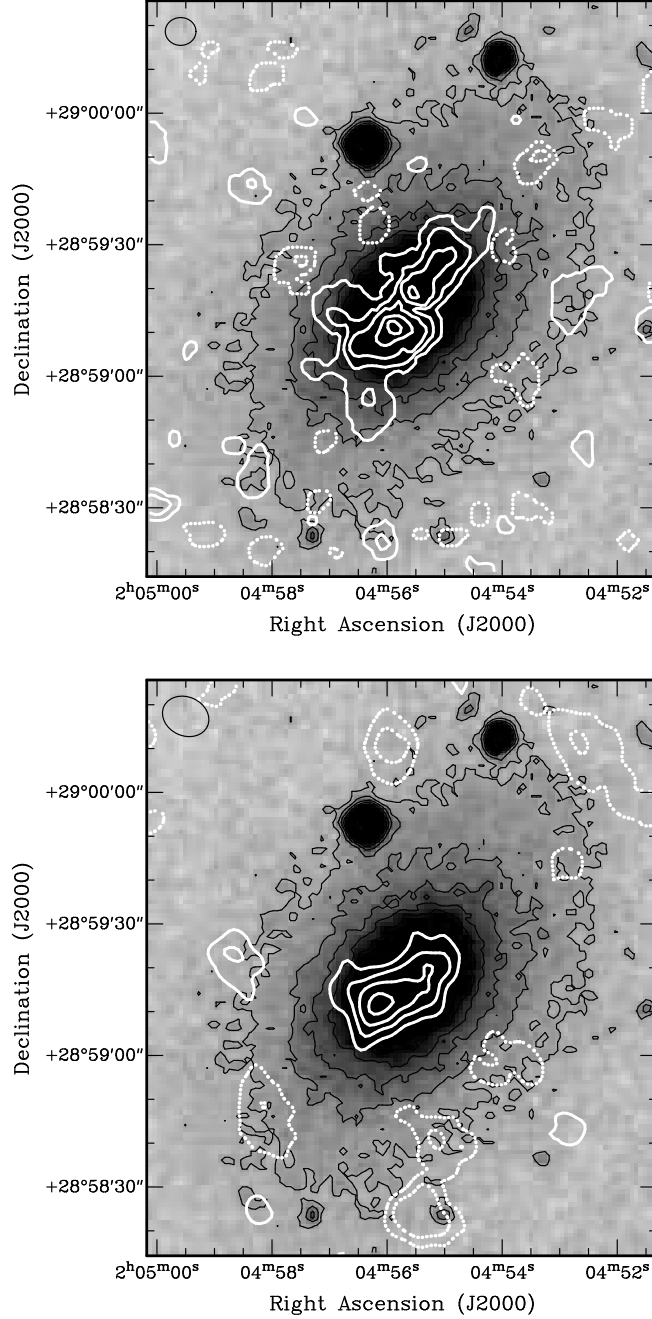 +29°00′00″
+28°59′30″
+28°59′00″
+28°58′30″
Declination (J2000)
2ʰ05ᵐ00ˢ 04ᵐ58ˢ 04ᵐ56ˢ 04ᵐ54ˢ 04ᵐ52ˢ
Right Ascension (J2000)
+29°00′00″
+28°59′30″
+28°59′00″
+28°58′30″
Declination (J2000)
2ʰ05ᵐ00ˢ 04ᵐ58ˢ 04ᵐ56ˢ 04ᵐ54ˢ 04ᵐ52ˢ
Right Ascension (J2000)